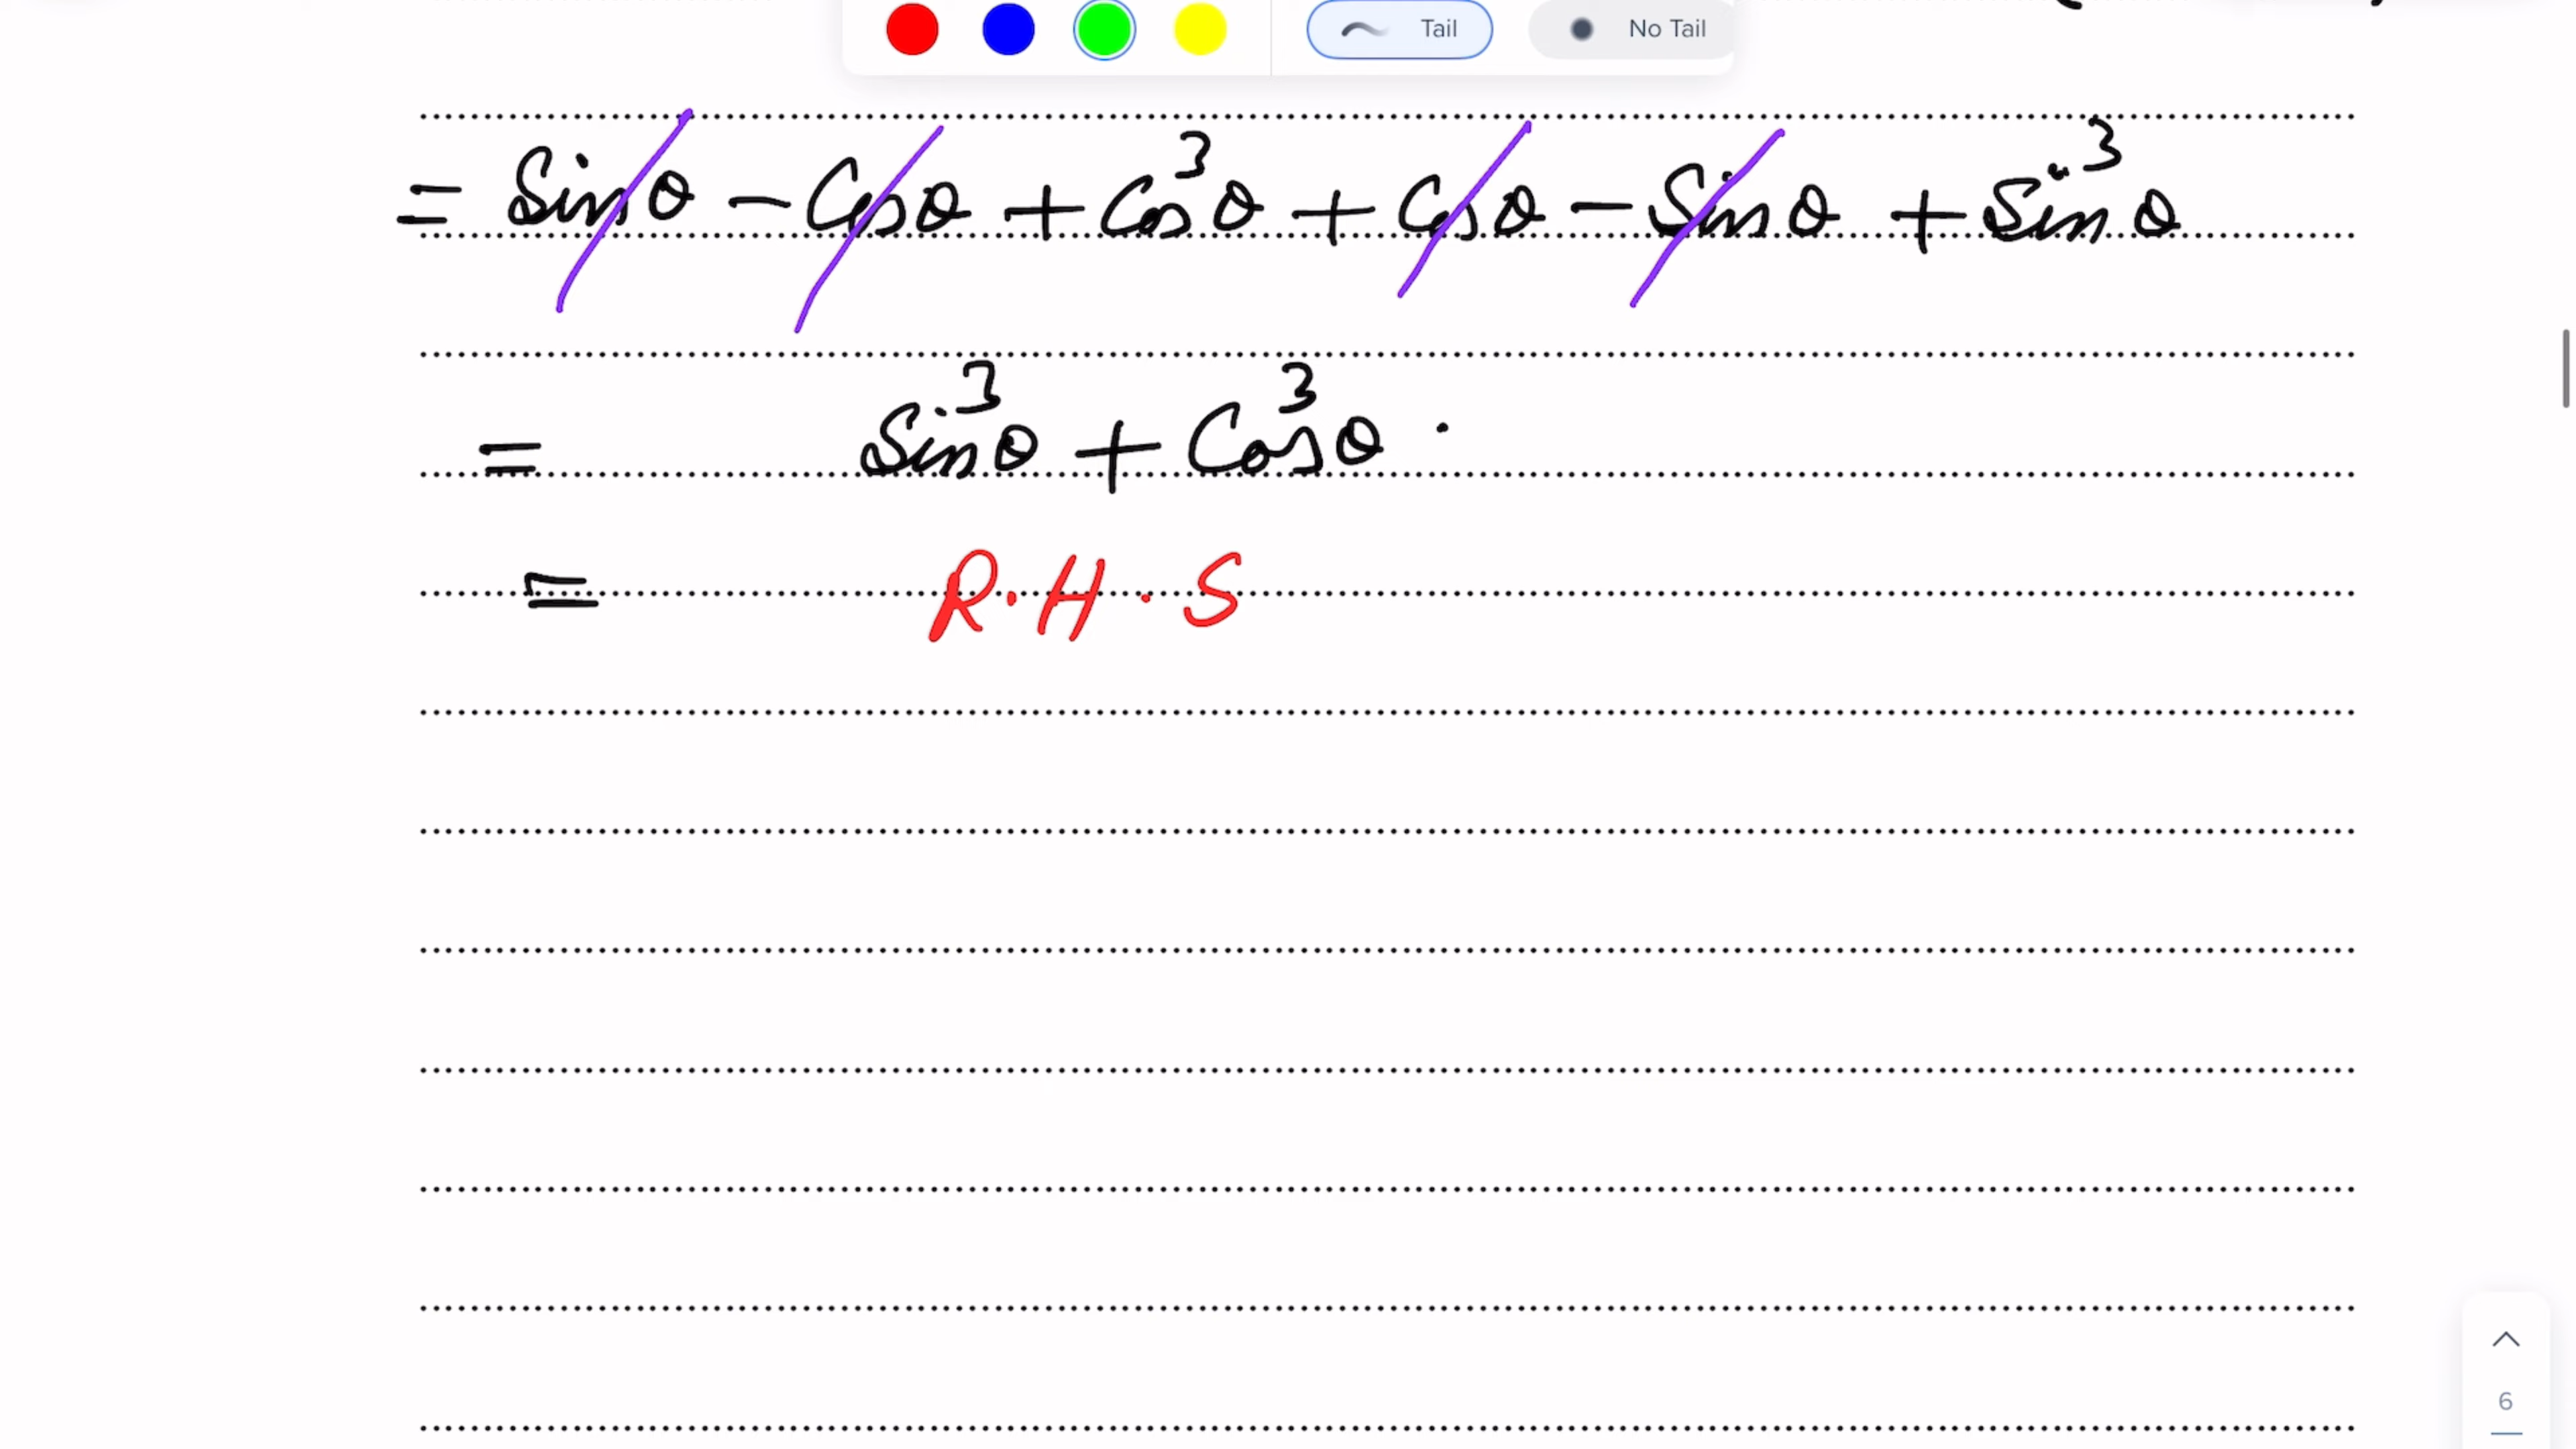 Tail No Tail
= Sinθ - Cosθ + Cos³θ + Cosθ - Sinθ + Sin³θ
= Sin³θ + Cos³θ.
= R.H.S
6